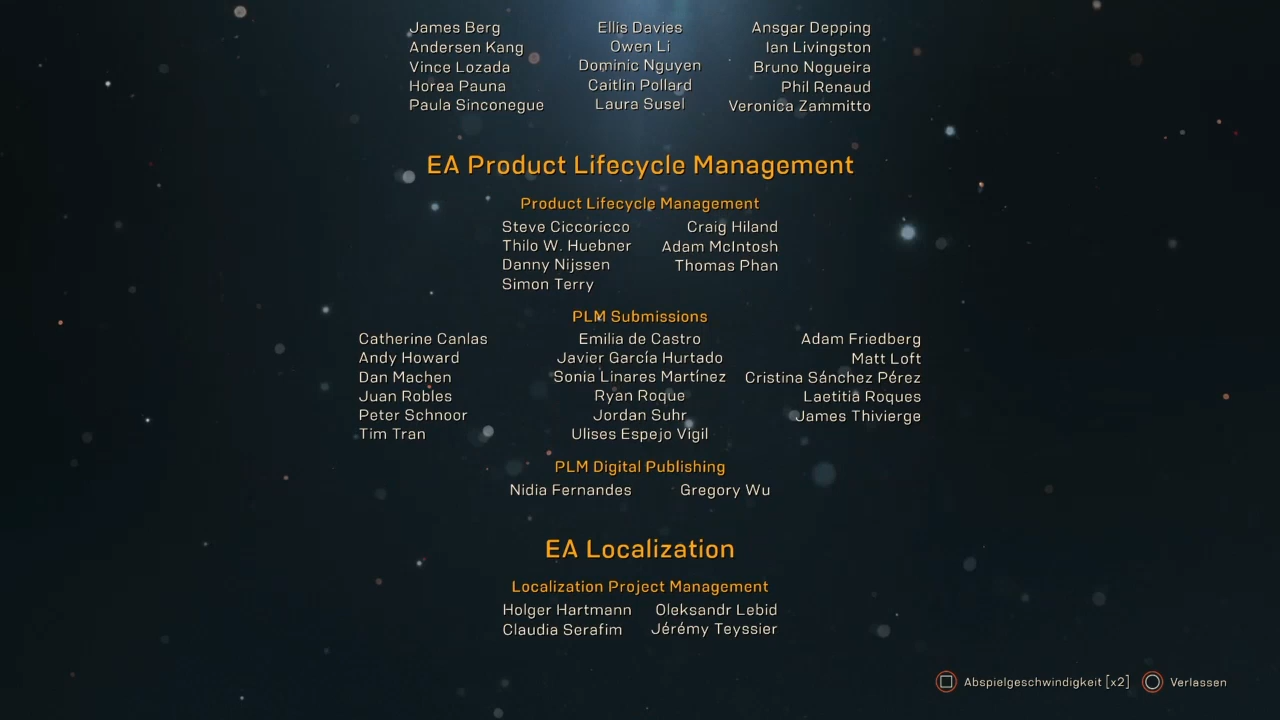 James Berg Ellis Davies Ansgar Depping
Andersen Kang Owen Li Ian Livingston
Vince Lozada Dominic Nguyen Bruno Nogueira
Horea Pauna Caitlin Pollard Phil Renaud
Paula Sinconegue Laura Susel Veronica Zammitto
EA Product Lifecycle Management
Product Lifecycle Management
Steve Ciccoricco Craig Hiland
Thilo W. Huebner Adam McIntosh
Danny Nijssen Thomas Phan
Simon Terry
PLM Submissions
Catherine Canlas Emilia de Castro Adam Friedberg
Andy Howard Javier García Hurtado Matt Loft
Dan Machen Sonia Linares Martínez Cristina Sánchez Pérez
Juan Robles Ryan Roque Laetitia Roques
Peter Schnoor Jordan Suhr James Thivierge
Tim Tran Ulises Espejo Vigil
PLM Digital Publishing
Nidia Fernandes Gregory Wu
EA Localization
Localization Project Management
Holger Hartmann Oleksandr Lebid
Claudia Serafim Jérémy Teyssier
Abspielgeschwindigkeit [x2] Verlassen